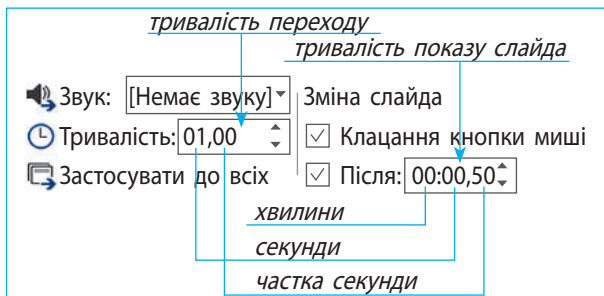 тривалість переходу
тривалість показу слайда
Звук: [Немає звуку] Зміна слайда
Тривалість: 01,00 Клацання кнопки миші
Застосувати до всіх Після: 00:00,50
хвилини
секунди
частка секунди